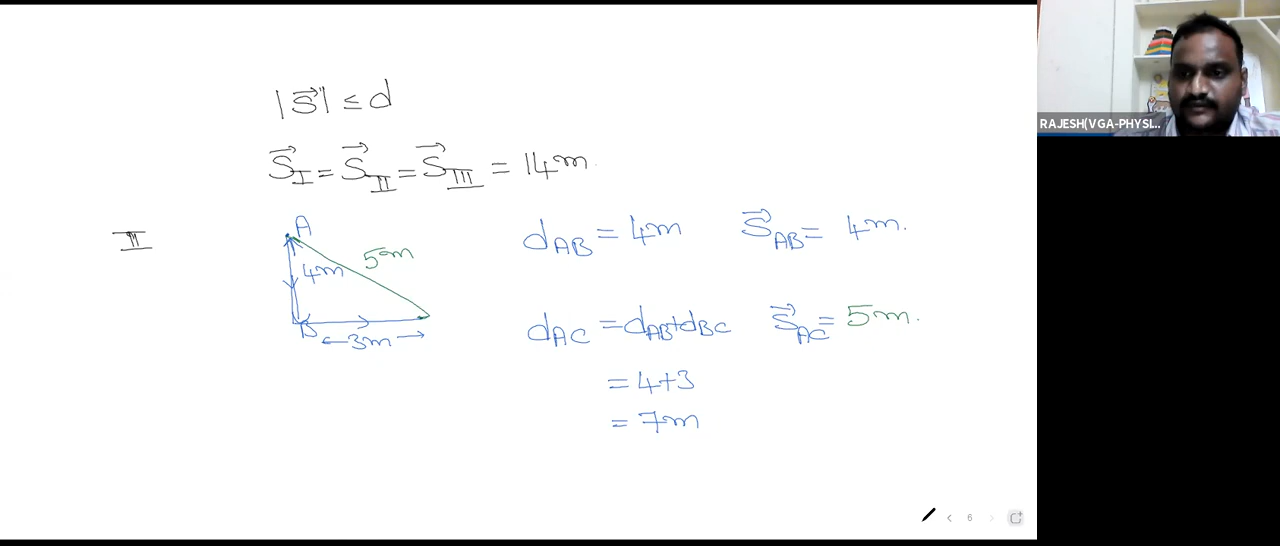 |S⃗| ≤ d
S⃗_I = S⃗_II = S⃗_III = 14m
II
A
4m
5m
B
3m
d_AB = 4m   S⃗_AB = 4m.
d_AC = d_AB + d_BC   S⃗_AC = 5m.
= 4+3
= 7m
6
RAJESH(VGA-PHYSI...